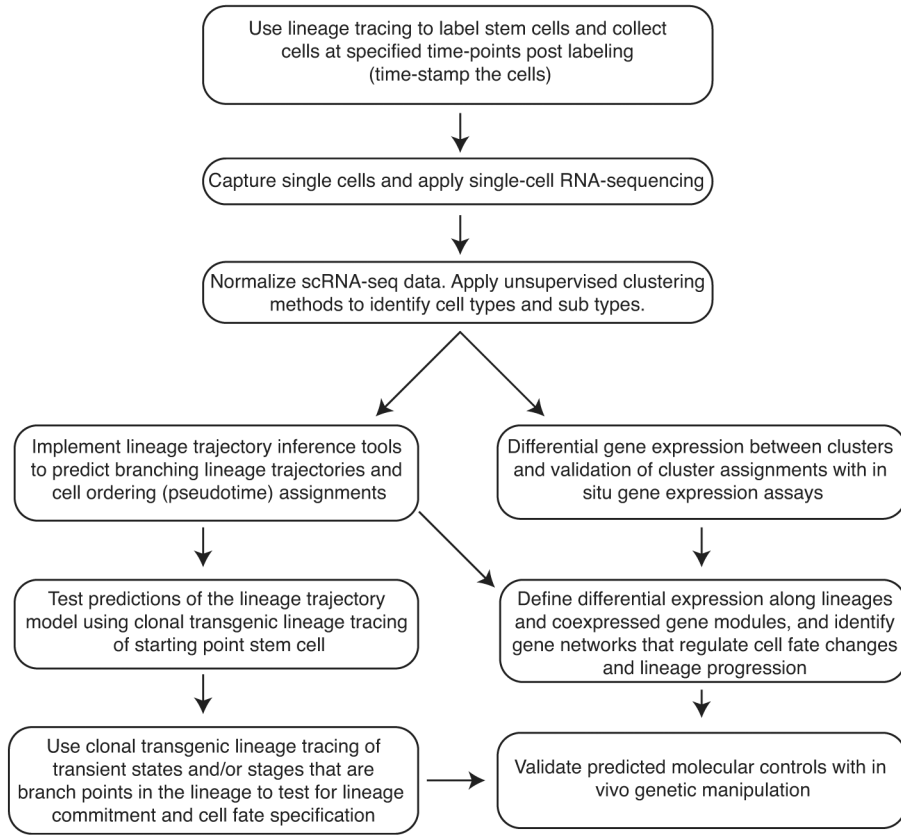 Use lineage tracing to label stem cells and collect
cells at specified time-points post labeling
(time-stamp the cells)
Capture single cells and apply single-cell RNA-sequencing
Normalize scRNA-seq data. Apply unsupervised clustering
methods to identify cell types and sub types.
Implement lineage trajectory inference tools
to predict branching lineage trajectories and
cell ordering (pseudotime) assignments
Differential gene expression between clusters
and validation of cluster assignments with in
situ gene expression assays
Test predictions of the lineage trajectory
model using clonal transgenic lineage tracing
of starting point stem cell
Define differential expression along lineages
and coexpressed gene modules, and identify
gene networks that regulate cell fate changes
and lineage progression
Use clonal transgenic lineage tracing of
transient states and/or stages that are
branch points in the lineage to test for lineage
commitment and cell fate specification
Validate predicted molecular controls with in
vivo genetic manipulation